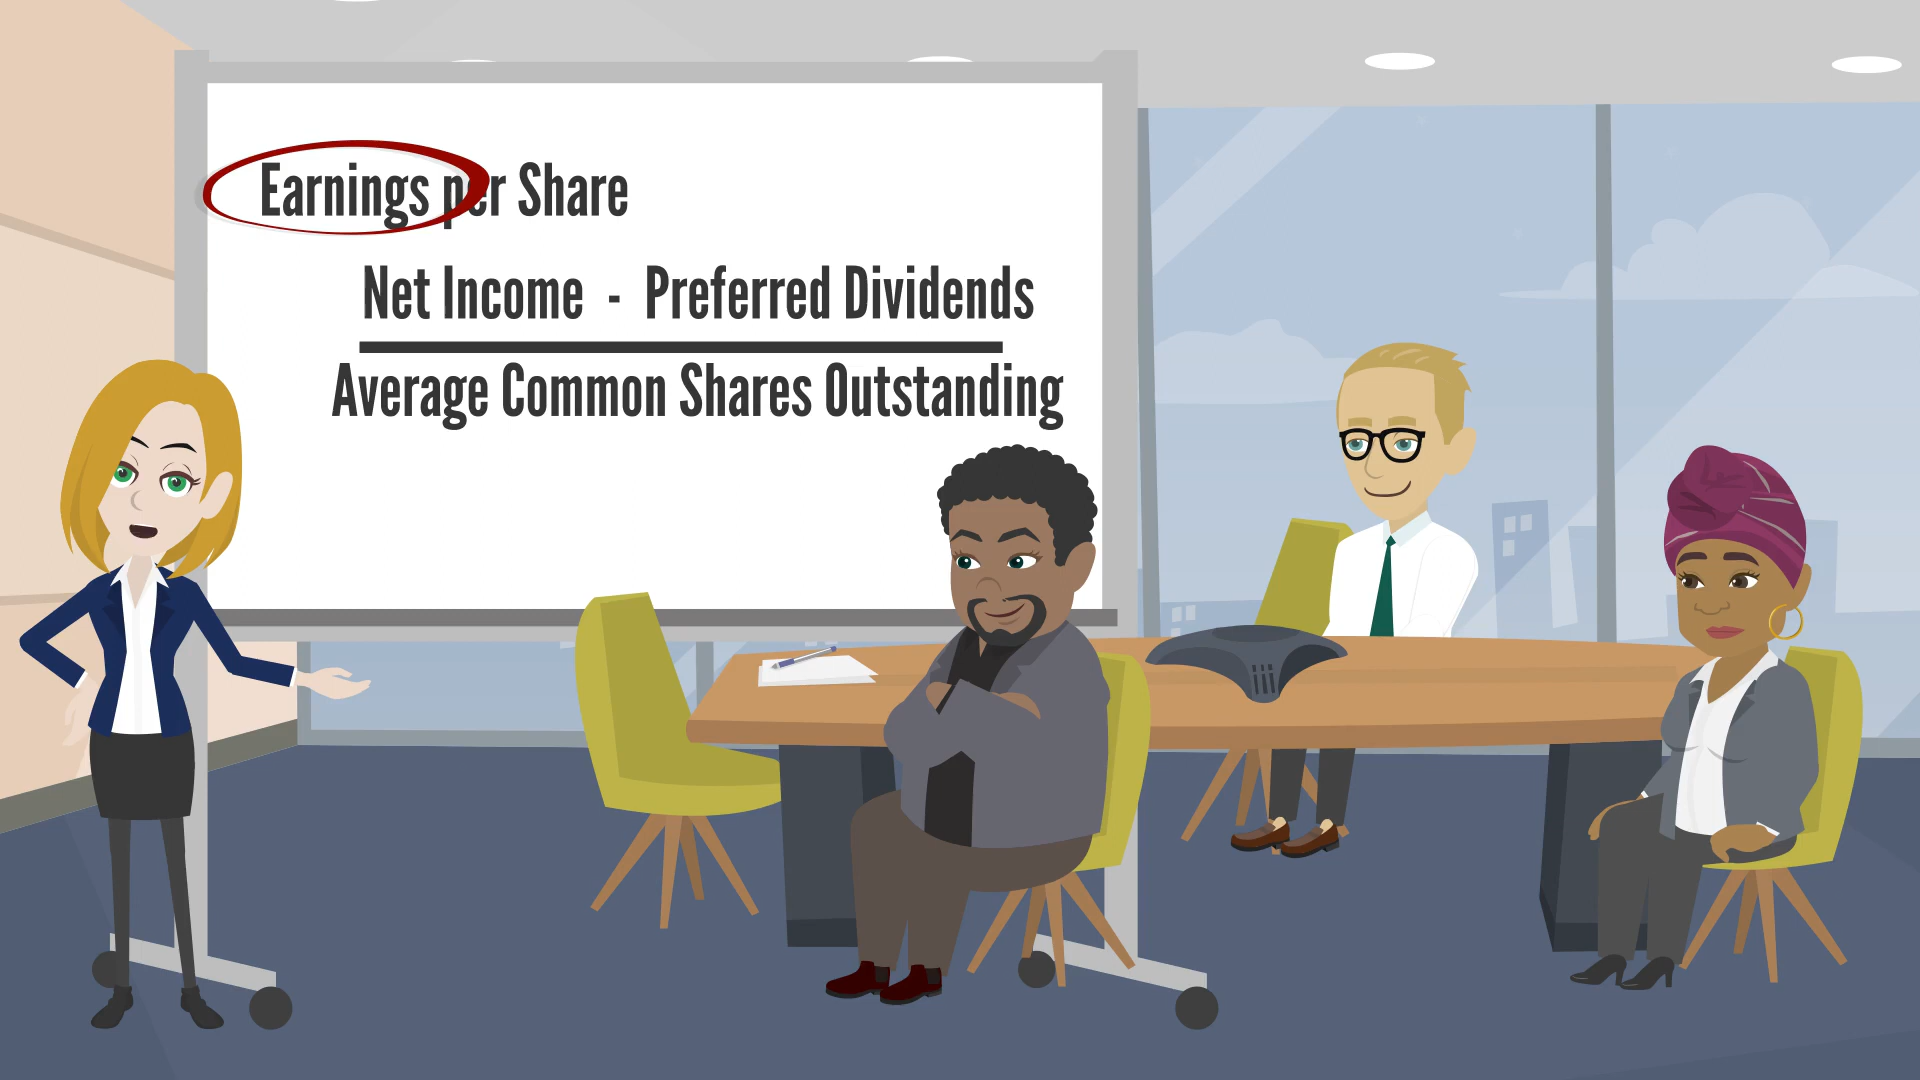 Earnings per Share
Net Income - Preferred Dividends
Average Common Shares Outstanding